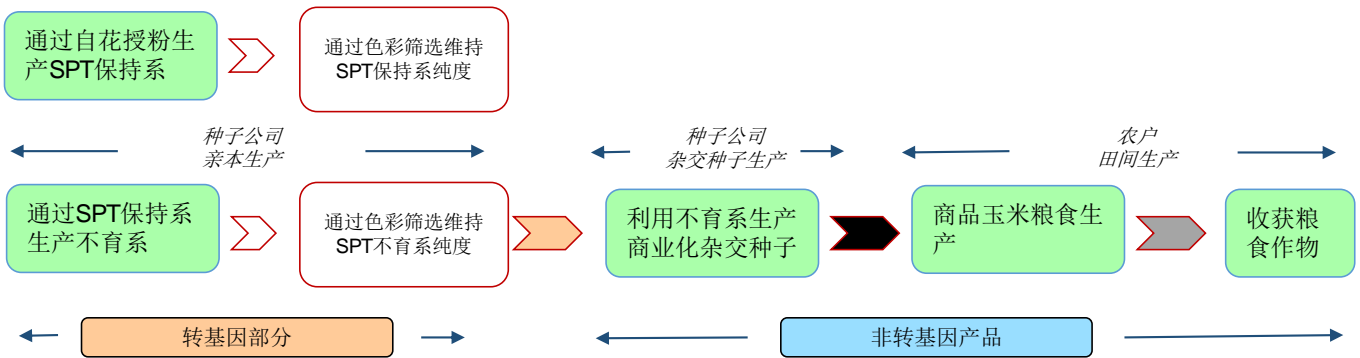 通过自花授粉生
产SPT保持系
通过色彩筛选维持
SPT保持系纯度
种子公司
亲本生产
种子公司
杂交种子生产
农户
田间生产
通过SPT保持系
生产不育系
通过色彩筛选维持
SPT不育系纯度
利用不育系生产
商业化杂交种子
商品玉米粮食生
产
收获粮
食作物
转基因部分
非转基因产品